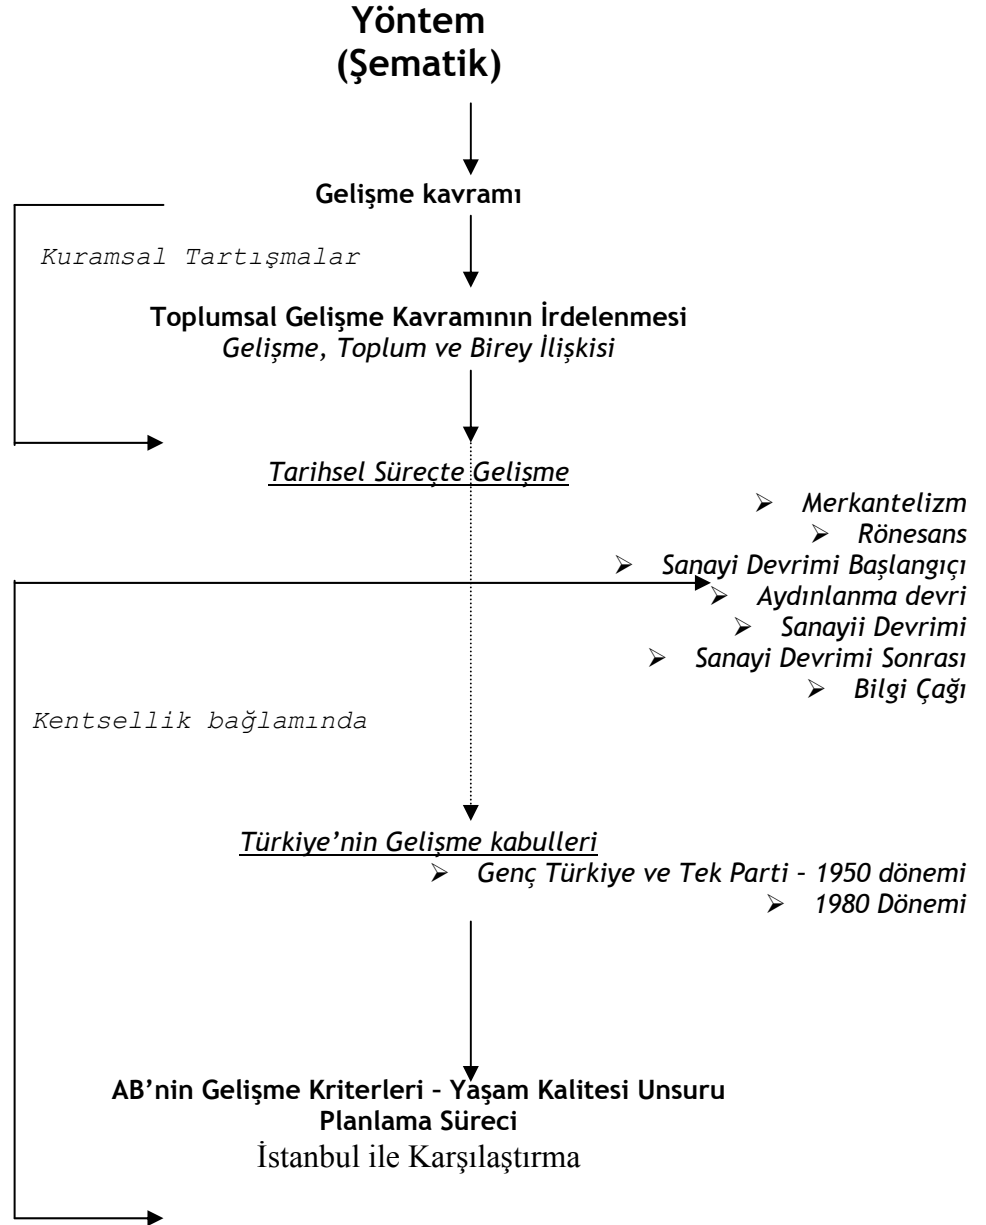 Yöntem
(Şematik)
Gelişme kavramı
Kuramsal Tartışmalar
Toplumsal Gelişme Kavramının İrdelenmesi
Gelişme, Toplum ve Birey İlişkisi
Tarihsel Süreçte Gelişme
➢ Merkantelizm
➢ Rönesans
➢ Sanayi Devrimi Başlangıçı
➢ Aydınlanma devri
➢ Sanayii Devrimi
➢ Sanayi Devrimi Sonrası
➢ Bilgi Çağı
Kentsellik bağlamında
Türkiye’nin Gelişme kabulleri
➢ Genç Türkiye ve Tek Parti – 1950 dönemi
➢ 1980 Dönemi
AB’nin Gelişme Kriterleri – Yaşam Kalitesi Unsuru
Planlama Süreci
İstanbul ile Karşılaştırma